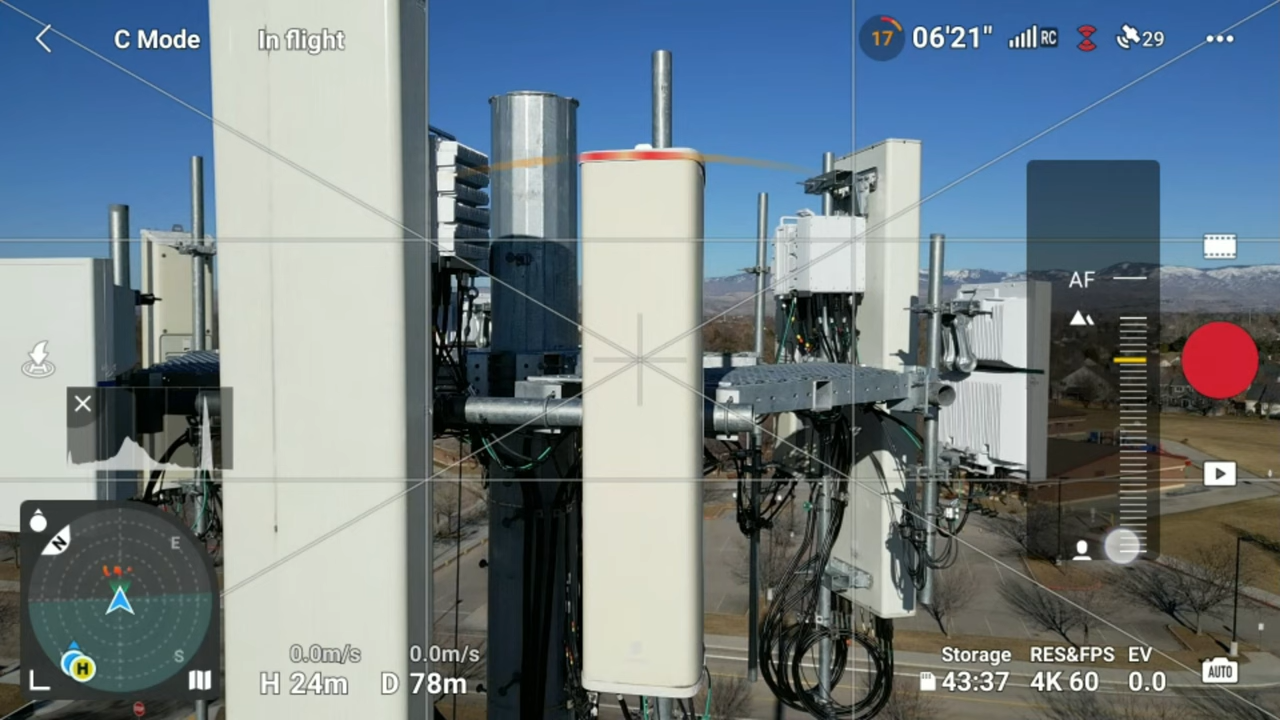 C Mode
In flight
17
06'21"
RC
29
AF
N
E
S
H
L
0.0m/s
0.0m/s
H 24m
D 78m
Storage
RES&FPS
EV
43:37
4K 60
0.0
AUTO